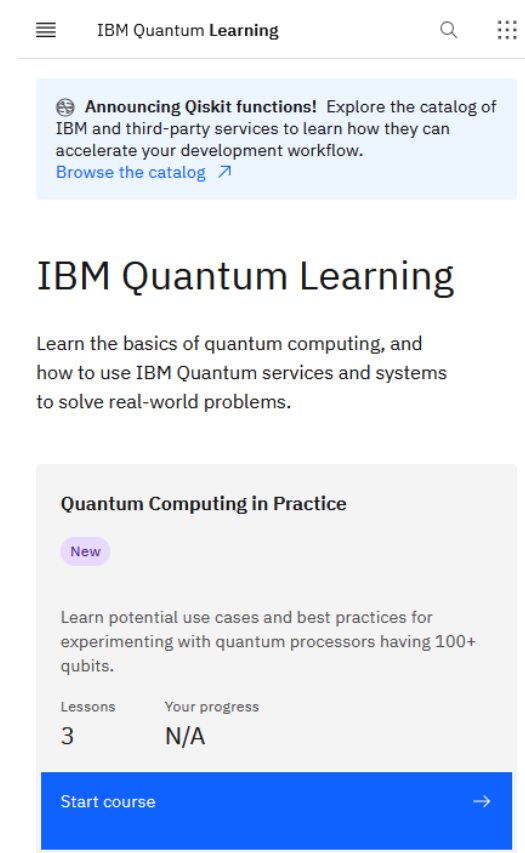 IBM Quantum Learning
Announcing Qiskit functions! Explore the catalog of
IBM and third-party services to learn how they can
accelerate your development workflow.
Browse the catalog
IBM Quantum Learning
Learn the basics of quantum computing, and
how to use IBM Quantum services and systems
to solve real-world problems.
Quantum Computing in Practice
New
Learn potential use cases and best practices for
experimenting with quantum processors having 100+
qubits.
Lessons Your progress
3 N/A
Start course